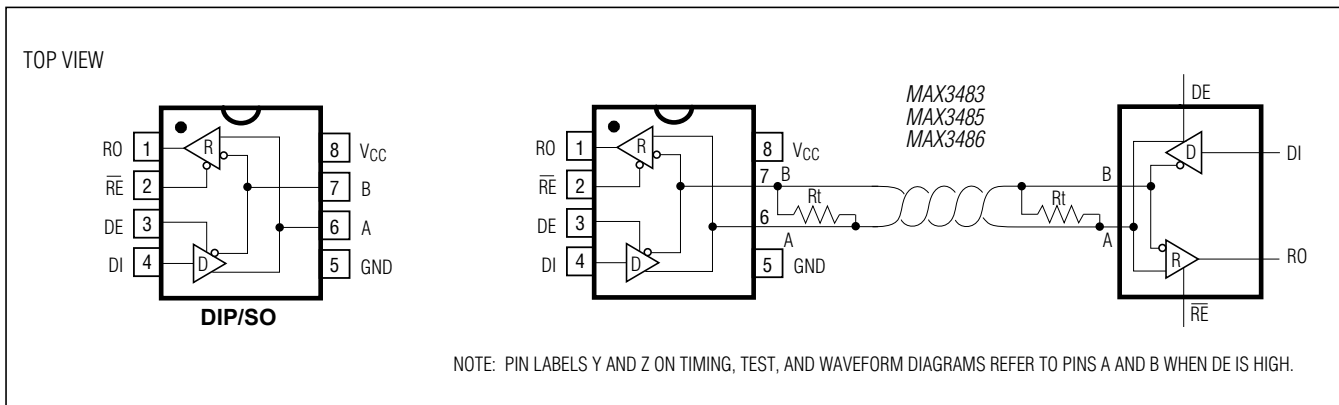 TOP VIEW
RO 1
R
8 VCC
RE 2
7 B
DE 3
6 A
DI 4
D
5 GND
DIP/SO
RO 1
R
8 VCC
RE 2
7 B
Rt
DE 3
6
A
DI 4
D
5 GND
MAX3483
MAX3485
MAX3486
DE
D
DI
B
Rt
A
R
RO
RE
NOTE: PIN LABELS Y AND Z ON TIMING, TEST, AND WAVEFORM DIAGRAMS REFER TO PINS A AND B WHEN DE IS HIGH.